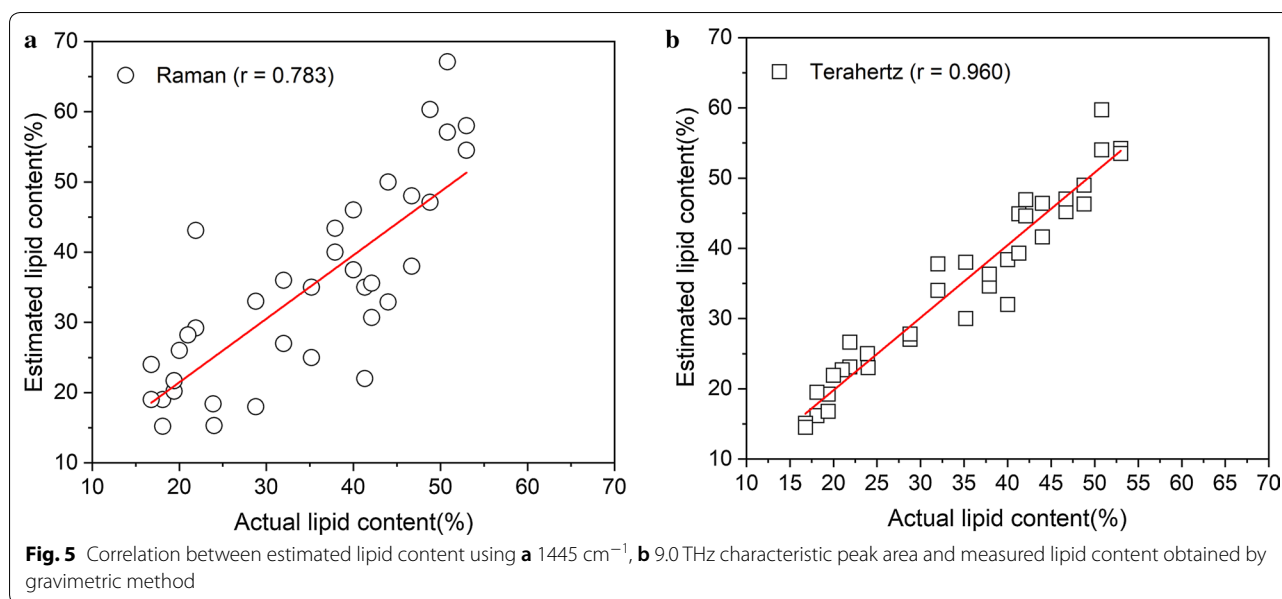 a
70
60
50
40
30
20
10
Estimated lipid content(%)
Raman (r = 0.783)
10 20 30 40 50 60 70
Actual lipid content(%)
b
70
60
50
40
30
20
10
Estimated lipid content(%)
Terahertz (r = 0.960)
10 15 20 25 30 35 40 45 50 55 60 65 70
Actual lipid content(%)
Fig. 5 Correlation between estimated lipid content using a 1445 cm⁻¹, b 9.0 THz characteristic peak area and measured lipid content obtained by
gravimetric method